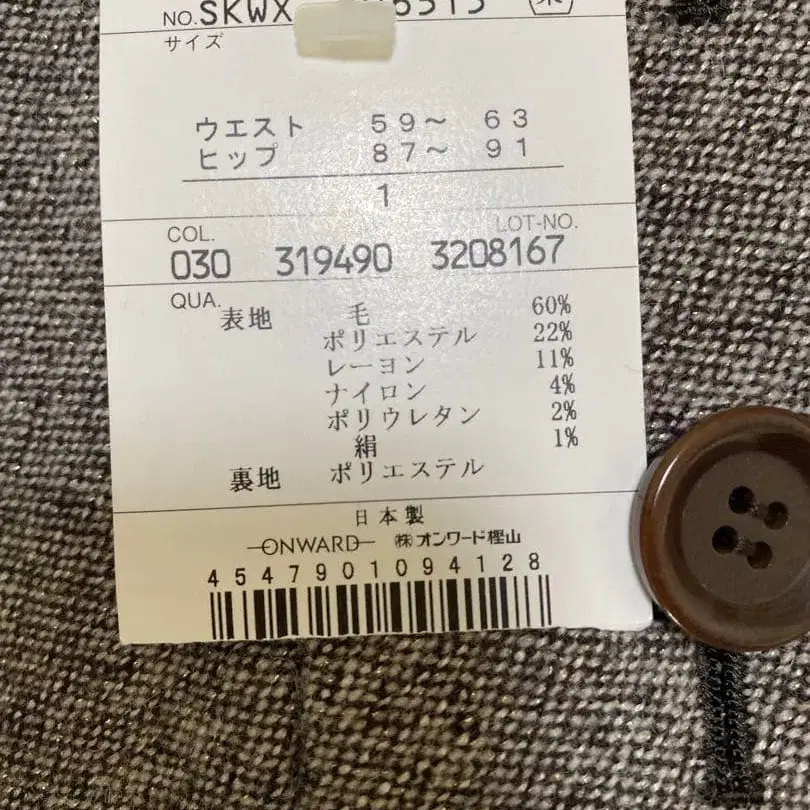 NO. SKWX
サイズ
ウエスト 59～ 63
ヒップ 87～ 91
1
COL. LOT-NO.
030 319490 3208167
QUA. 表地 毛 60%
ポリエステル 22%
レーヨン 11%
ナイロン 4%
ポリウレタン 2%
絹 1%
裏地 ポリエステル
日本製
ONWARD ㈱オンワード樫山
4547901094128